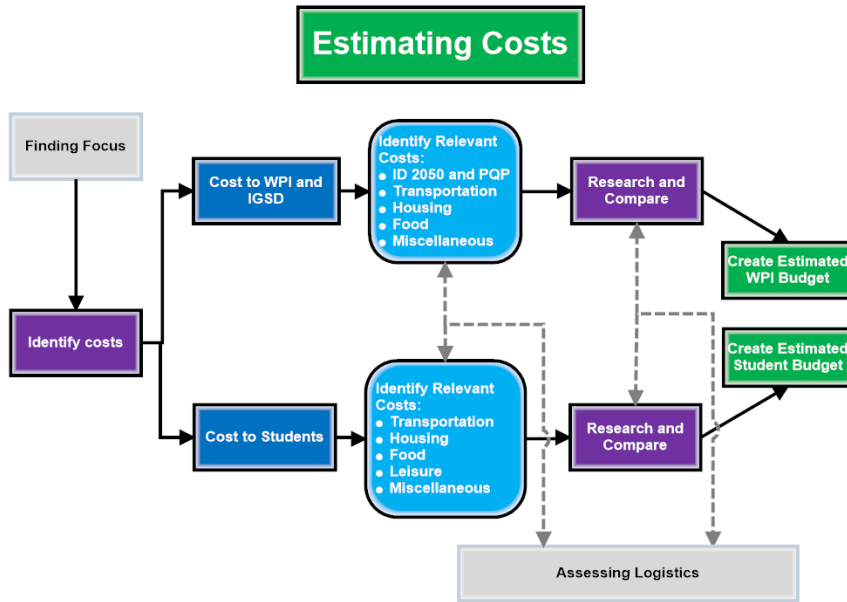 Estimating Costs
Finding Focus
Identify costs
Cost to WPI and
IGSD
Identify Relevant
Costs:
● ID 2050 and PQP
● Transportation
● Housing
● Food
● Miscellaneous
Research and
Compare
Create Estimated
WPI Budget
Cost to Students
Identify Relevant
Costs:
● Transportation
● Housing
● Food
● Leisure
● Miscellaneous
Research and
Compare
Create Estimated
Student Budget
Assessing Logistics